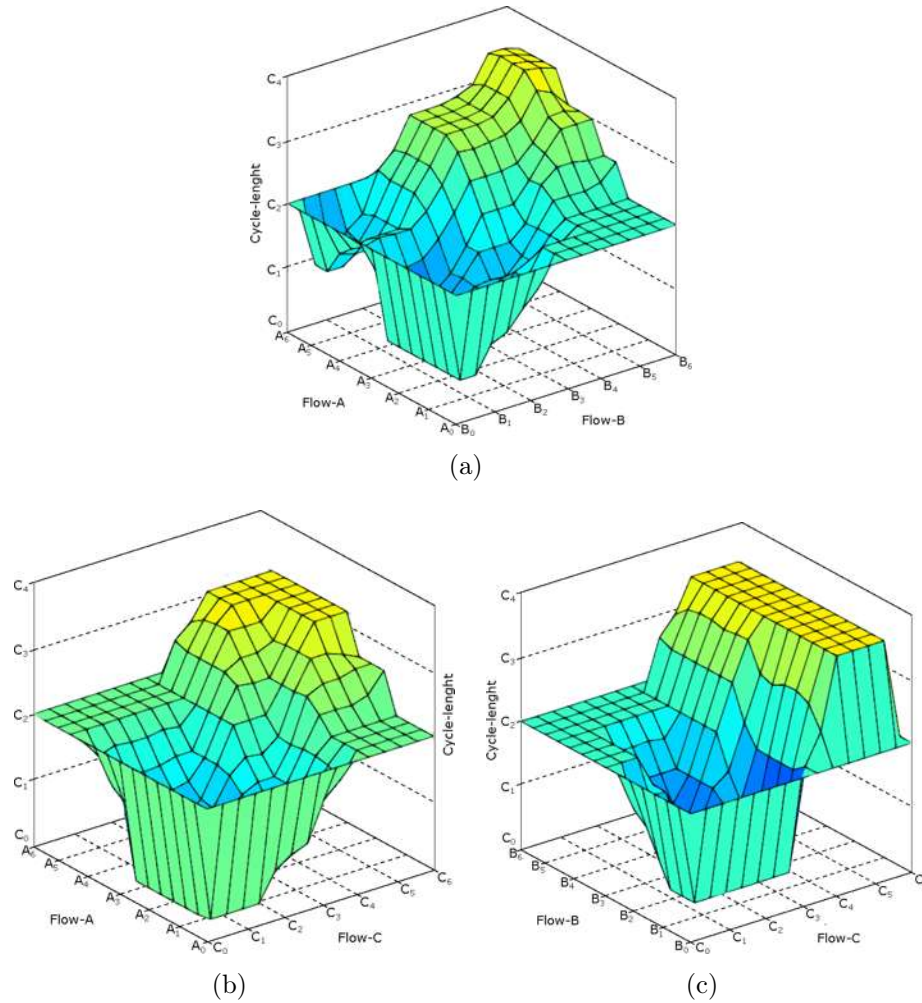 C4
C3
C2
C1
C0
Cycle-lenght
A6
A5
A4
A3
A2
A1
A0
Flow-A
B0
B1
B2
B3
B4
B5
B6
Flow-B
(a)
C4
C3
C2
C1
C0
A6
A5
A4
A3
A2
A1
A0
Flow-A
C0
C1
C2
C3
C4
C5
C6
Flow-C
(b)
Cycle-lenght
Cycle-lenght
C4
C3
C2
C1
C0
B6
B5
B4
B3
B2
B1
B0
Flow-B
C0
C1
C2
C3
C4
C5
C
Flow-C
(c)